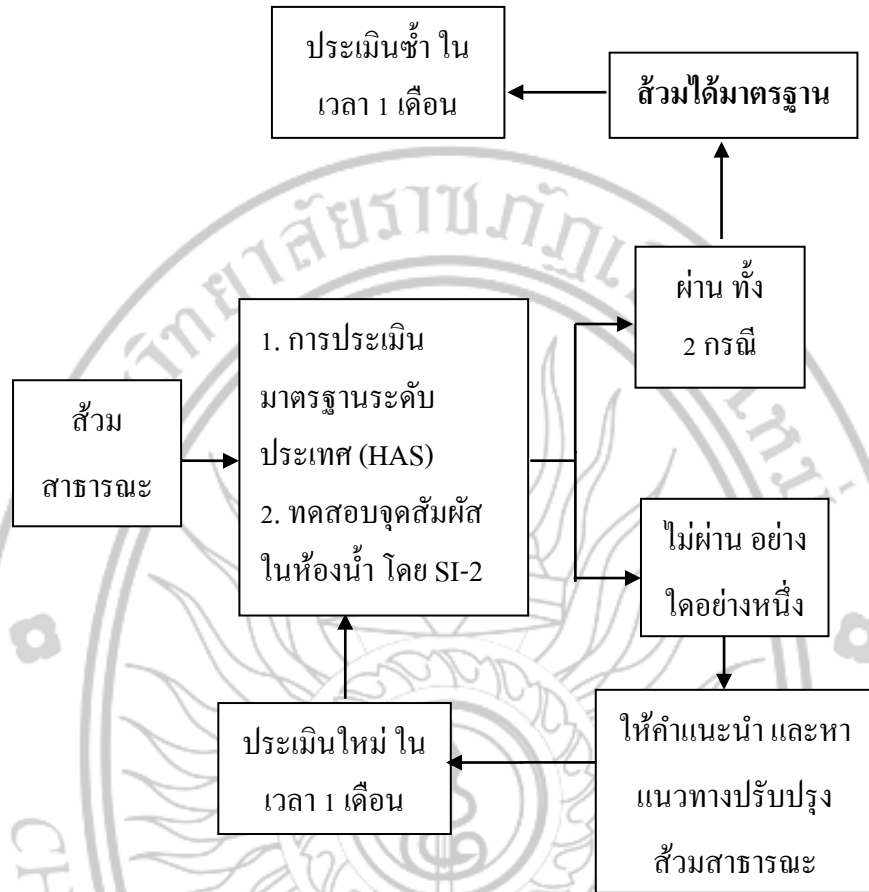 ประเมินซ้ำ ใน
เวลา 1 เดือน
ส้วมได้มาตรฐาน
ผ่าน ทั้ง
2 กรณี
1. การประเมิน
มาตรฐานระดับ
ประเทศ (HAS)
2. ทดสอบจุดสัมผัส
ในห้องน้ำ โดย SI-2
ส้วม
สาธารณะ
ไม่ผ่าน อย่าง
ใดอย่างหนึ่ง
ให้คำแนะนำ และหา
แนวทางปรับปรุง
ส้วมสาธารณะ
ประเมินใหม่ ใน
เวลา 1 เดือน